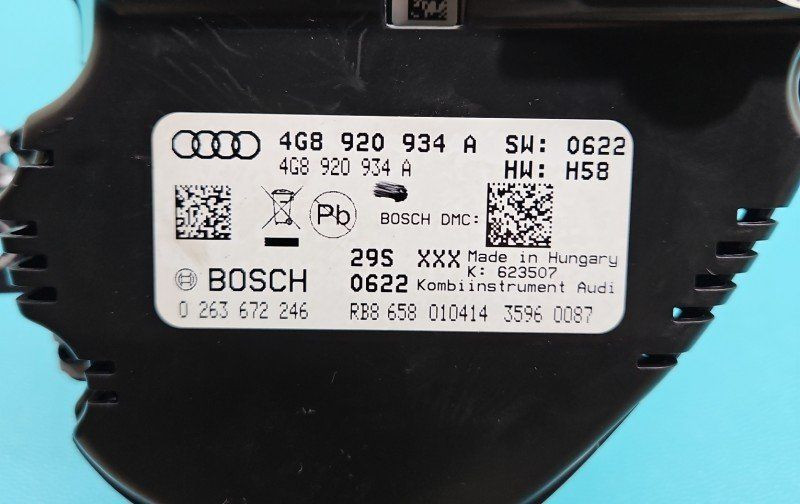 4G8 920 934 A SW: 0622
4G8 920 934 A HW: H58
Pb BOSCH DMC:
29S XXX Made in Hungary
K: 623507
BOSCH 0622 Kombiinstrument Audi
0 263 672 246 RB8 658 010414 3596 0087